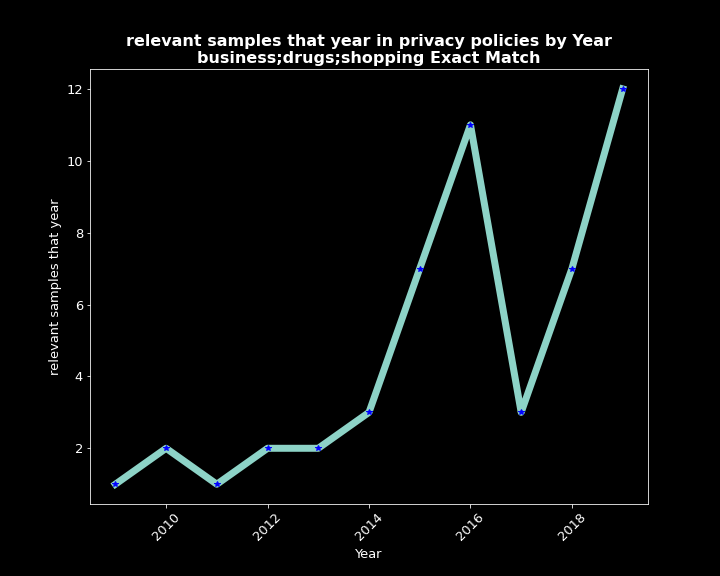 relevant samples that year in privacy policies by Year
business;drugs;shopping Exact Match
12
10
8
6
4
2
relevant samples that year
2010
2012
2014
2016
2018
Year